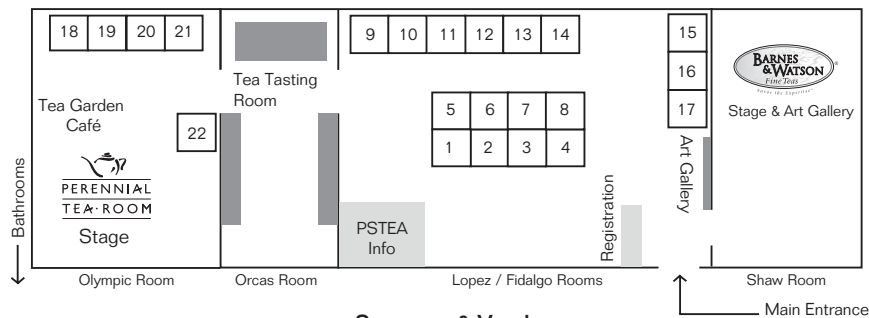 18 19 20 21
9 10 11 12 13 14
15
16
17
BARNES
& WATSON
Fine Teas
Stage & Art Gallery
Tea Tasting
Room
Tea Garden
Café
22
5 6 7 8
1 2 3 4
PERENNIAL
TEA·ROOM
Stage
Bathrooms
PSTEA
Info
Registration
Art Gallery
Olympic Room
Orcas Room
Lopez / Fidalgo Rooms
Shaw Room
Main Entrance